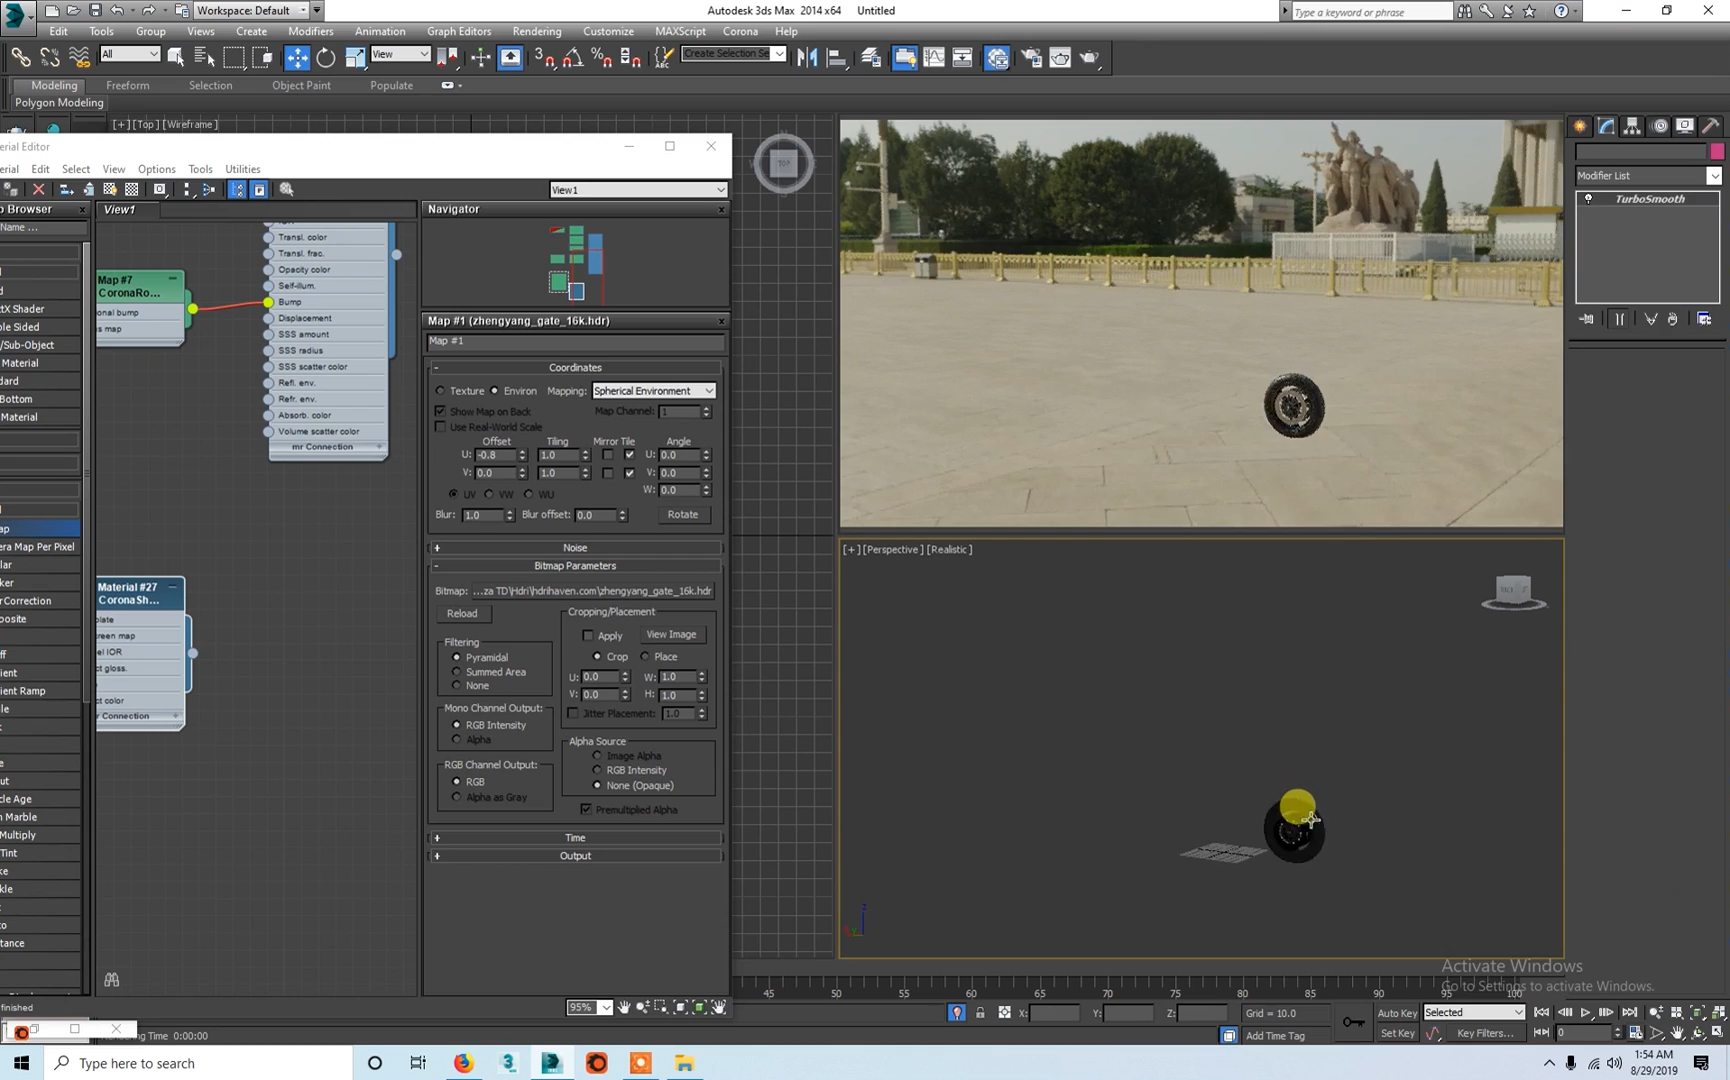 Workspace: Default
Autodesk 3ds Max  2014 x64    Untitled
Type a keyword or phrase
Edit  Tools  Group  Views  Create  Modifiers  Animation  Graph Editors  Rendering  Customize  MAXScript  Corona  Help
All  View  Create Selection Se
Modeling  Freeform  Selection  Object Paint  Populate
Polygon Modeling
[+] [Top] [Wireframe]
TOP
erial Editor
erial  Edit  Select  View  Options  Tools  Utilities
View1
p Browser
View1
Navigator
Name ...
Transl. color
Transl. frac.
Opacity color
Self-illum.
Bump
Displacement
SSS amount
SSS radius
SSS scatter color
Refl. env.
Refr. env.
Absorb. color
Volume scatter color
mr Connection
Map #7
CoronaRo...
onal bump
s map
ctX Shader
ple Sided
/Sub-Object
Material
dard
Bottom
Material
ap
era Map Per Pixel
lar
ker
rCorrection
posite
ff
ient
ient Ramp
le
ut
cle Age
n Marble
Multiply
Tint
kle
to
tance
finished
Material #27
CoronaSh...
plate
reen map
el IOR
ct gloss.
ct color
r Connection
Map #1 (zhengyang_gate_16k.hdr)
Map #1
Coordinates
Texture  Environ  Mapping:  Spherical Environment
Show Map on Back  Map Channel: 1
Use Real-World Scale
Offset  Tiling  Mirror Tile  Angle
U: -0.8  1.0  U: 0.0
V: 0.0  1.0  V: 0.0
W: 0.0
UV  VW  WU
Blur: 1.0  Blur offset: 0.0  Rotate
Noise
Bitmap Parameters
Bitmap: ...za TD\Hdri\hdrihaven.com\zhengyang_gate_16k.hdr
Reload
Cropping/Placement
Apply  View Image
Crop  Place
U: 0.0  W: 1.0
V: 0.0  H: 1.0
Jitter Placement: 1.0
Filtering
Pyramidal
Summed Area
None
Mono Channel Output:
RGB Intensity
Alpha
RGB Channel Output:
RGB
Alpha as Gray
Alpha Source
Image Alpha
RGB Intensity
None (Opaque)
Premultiplied Alpha
Time
Output
95%
[+] [Perspective] [Realistic]
z
Modifier List
TurboSmooth
Activate Windows
Go to Settings to activate Windows.
45  50  55  60  65  70  75  80  85  90  95  100
X:  Y:  Z:  Grid = 10.0  Auto Key  Selected
Rendering Time  0:00:00
Add Time Tag  Set Key  Key Filters...  0
Type here to search
1:54 AM
8/29/2019